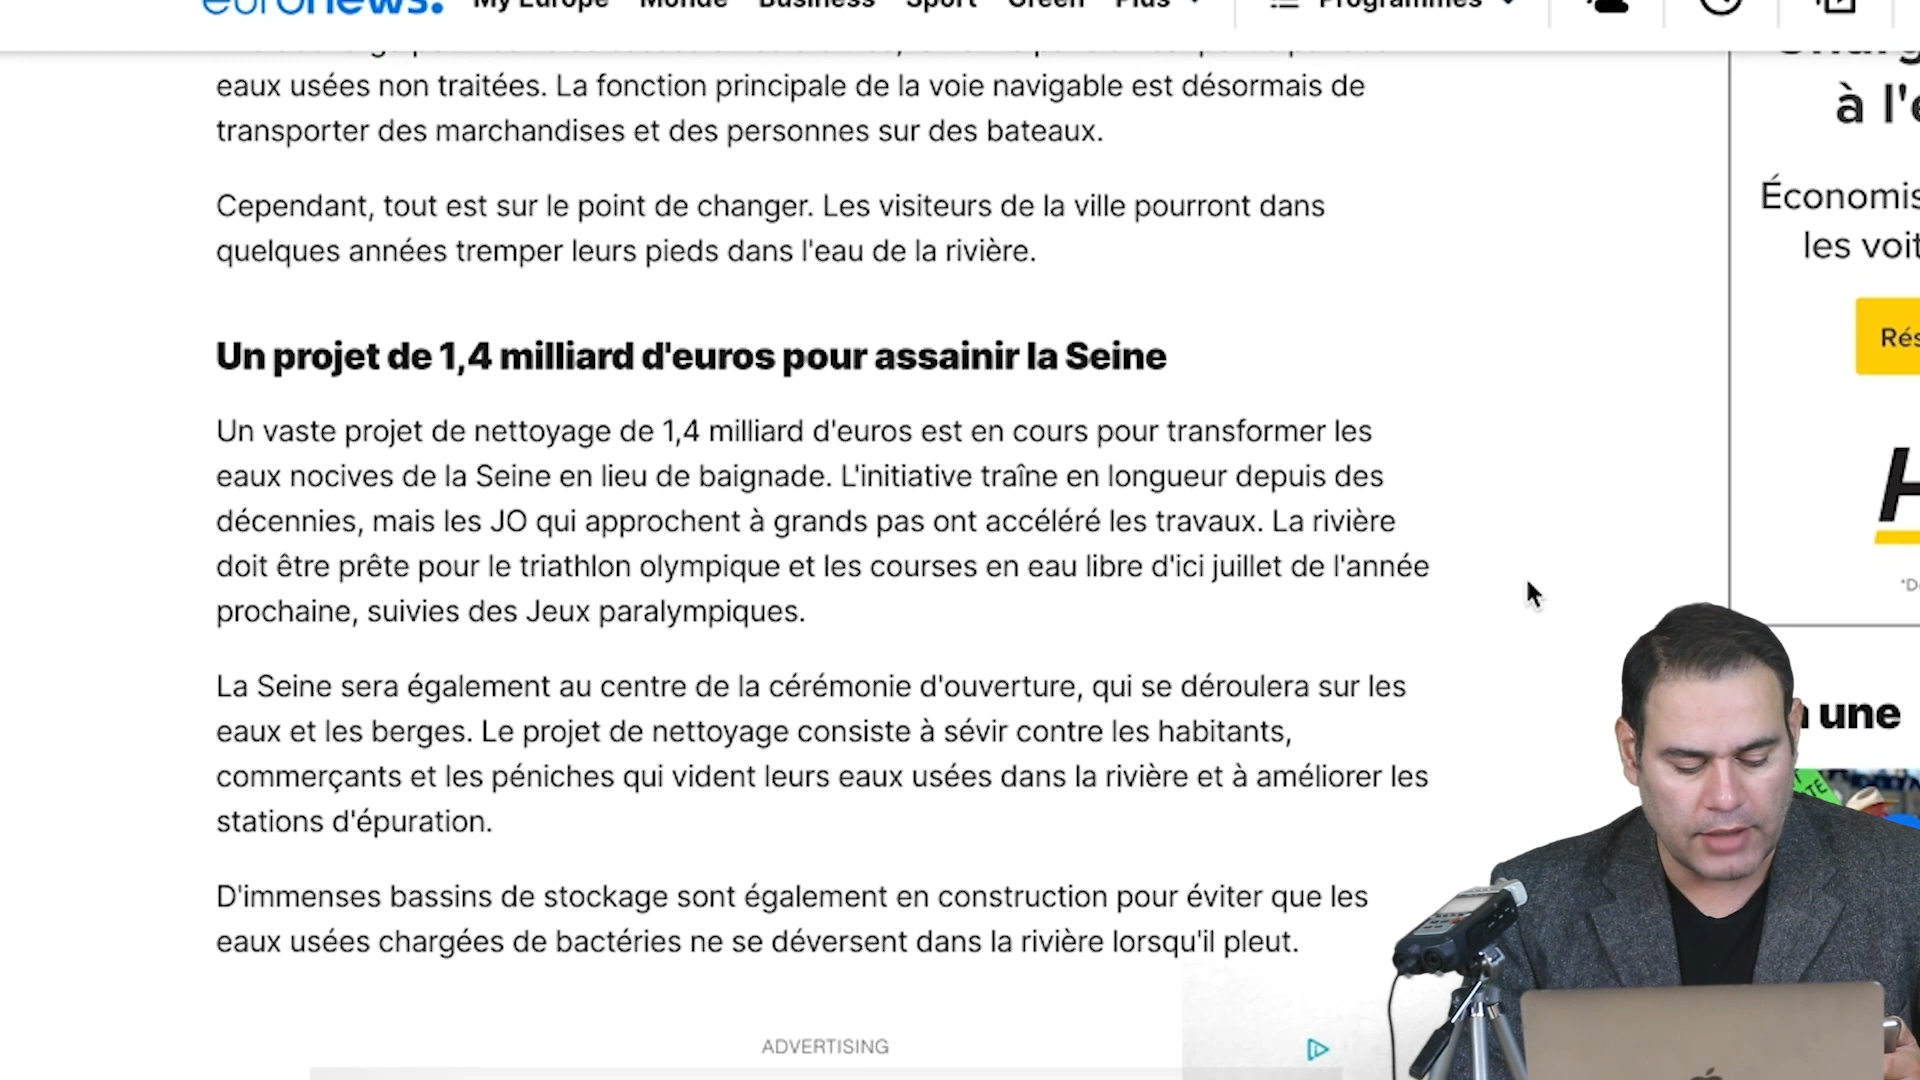 euronews.
My Europe Monde Business Sport Green Plus Programmes
eaux usées non traitées. La fonction principale de la voie navigable est désormais de
transporter des marchandises et des personnes sur des bateaux.
Cependant, tout est sur le point de changer. Les visiteurs de la ville pourront dans
quelques années tremper leurs pieds dans l'eau de la rivière.
Un projet de 1,4 milliard d'euros pour assainir la Seine
Un vaste projet de nettoyage de 1,4 milliard d'euros est en cours pour transformer les
eaux nocives de la Seine en lieu de baignade. L'initiative traîne en longueur depuis des
décennies, mais les JO qui approchent à grands pas ont accéléré les travaux. La rivière
doit être prête pour le triathlon olympique et les courses en eau libre d'ici juillet de l'année
prochaine, suivies des Jeux paralympiques.
La Seine sera également au centre de la cérémonie d'ouverture, qui se déroulera sur les
eaux et les berges. Le projet de nettoyage consiste à sévir contre les habitants,
commerçants et les péniches qui vident leurs eaux usées dans la rivière et à améliorer les
stations d'épuration.
D'immenses bassins de stockage sont également en construction pour éviter que les
eaux usées chargées de bactéries ne se déversent dans la rivière lorsqu'il pleut.
ADVERTISING
à l'
Économis
les voit
Rés
H
*D
une